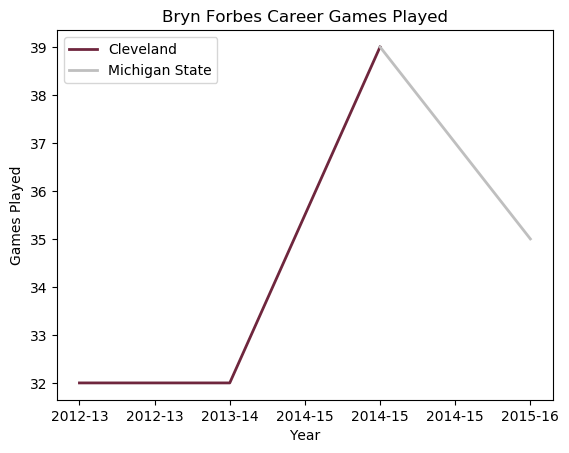 Bryn Forbes Career Games Played
Cleveland
Michigan State
39
38
37
36
35
34
33
32
Games Played
2012-13 2012-13 2013-14 2014-15 2014-15 2014-15 2015-16
Year